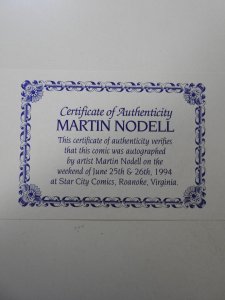 Certificate of Authenticity
MARTIN NODELL
This certificate of authenticity verifies
that this comic was autographed
by artist Martin Nodell on the
weekend of June 25th & 26th, 1994
at Star City Comics, Roanoke, Virginia.